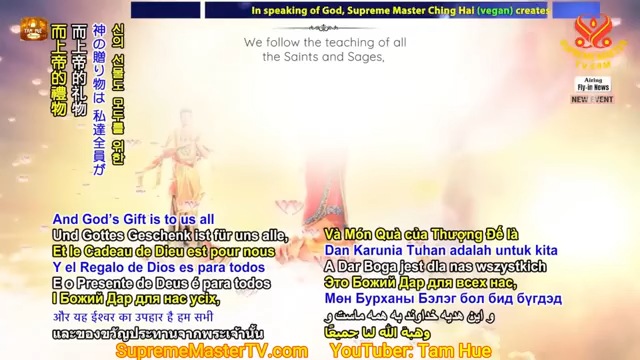 In speaking of God, Supreme Master Ching Hai (vegan) creates
We follow the teaching of all
the Saints and Sages,
Airing
Fly-in News
NEW EVENT
而上帝的禮物
而上帝的礼物
神の贈り物は 私達全員が
신의 선물도 모두를 위한
And God's Gift is to us all
Und Gottes Geschenk ist für uns alle,
Et le Cadeau de Dieu est pour nous
Y el Regalo de Dios es para todos
E o Presente de Deus é para todos
І Божий Дар для нас усіх,
और यह ईश्वर का उपहार है हम सभी
และของขวัญประทานจากพระเจ้านั้น
Và Món Quà của Thượng Đế là
Dan Karunia Tuhan adalah untuk kita
A Dar Boga jest dla nas wszystkich
Это Божий Дар для всех нас,
Мөн Бурханы Бэлэг бол бид бүгдэд
و این هدیه خداوند به همه ماست و
وهبة الله لنا جميعًا
SupremeMasterTV.com
YouTuber: Tam Hue